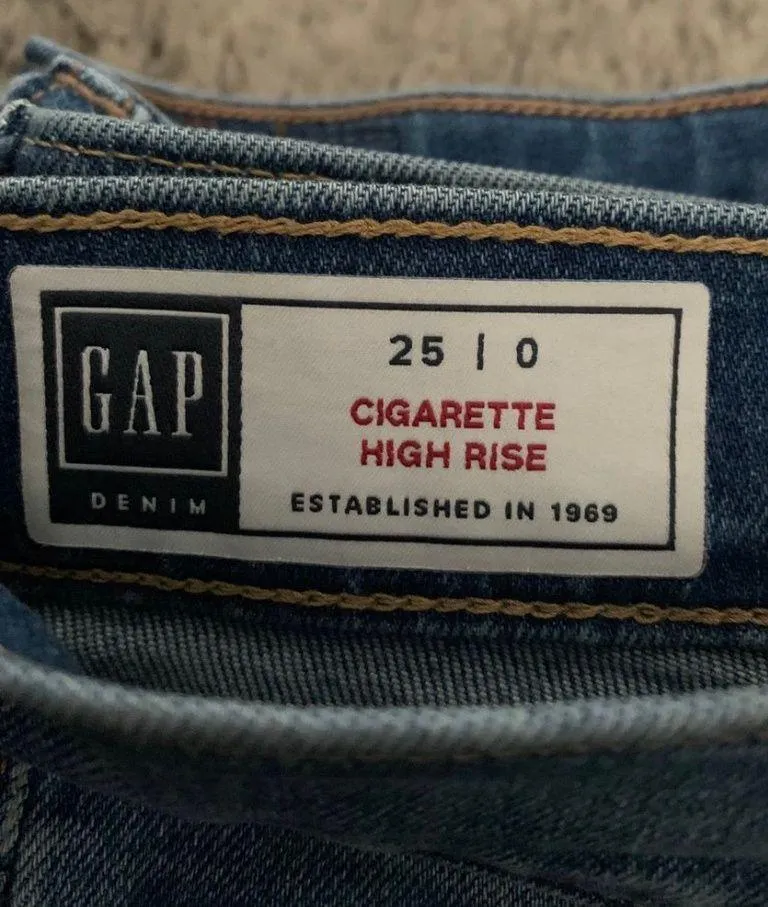 GAP
DENIM
25 | 0
CIGARETTE
HIGH RISE
ESTABLISHED IN 1969